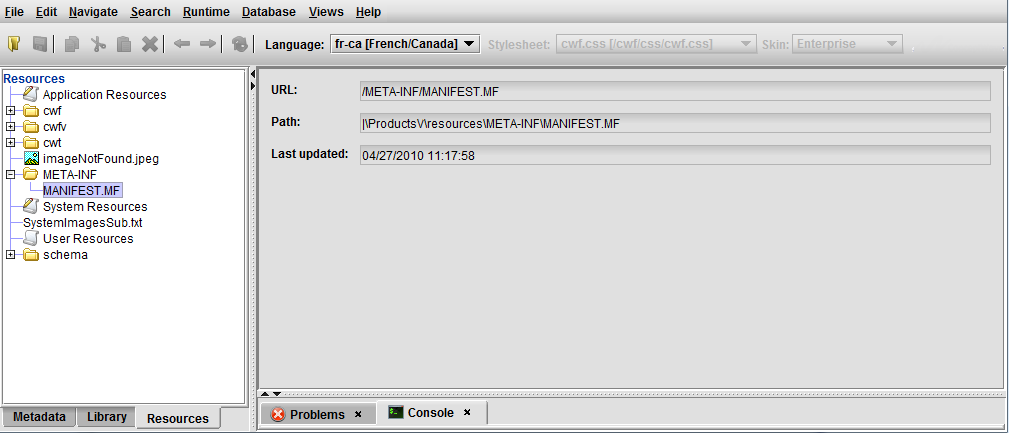 File Edit Navigate Search Runtime Database Views Help
Language: fr-ca [French/Canada] Stylesheet: cwf.css [/cwf/css/cwf.css] Skin: Enterprise
Resources
Application Resources
cwf
cwfv
cwt
imageNotFound.jpeg
META-INF
MANIFEST.MF
System Resources
SystemImagesSub.txt
User Resources
schema
Metadata Library Resources
URL: /META-INF/MANIFEST.MF
Path: |\Products\/\resources\META-INF\MANIFEST.MF
Last updated: 04/27/2010 11:17:58
Problems Console